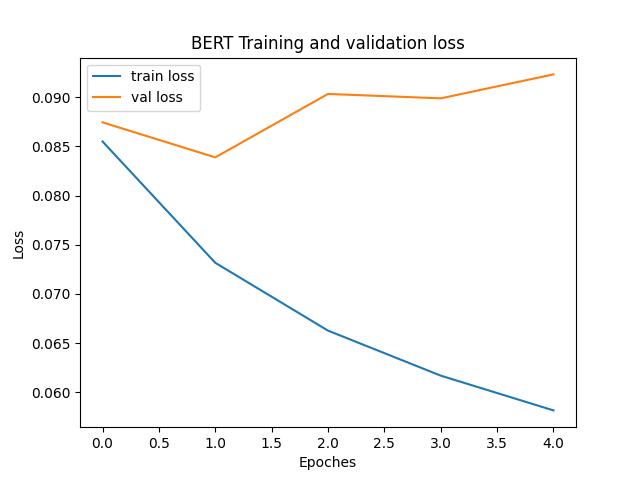 BERT Training and validation loss
train loss
val loss
0.090
0.085
0.080
0.075
0.070
0.065
0.060
Loss
0.0 0.5 1.0 1.5 2.0 2.5 3.0 3.5 4.0
Epoches